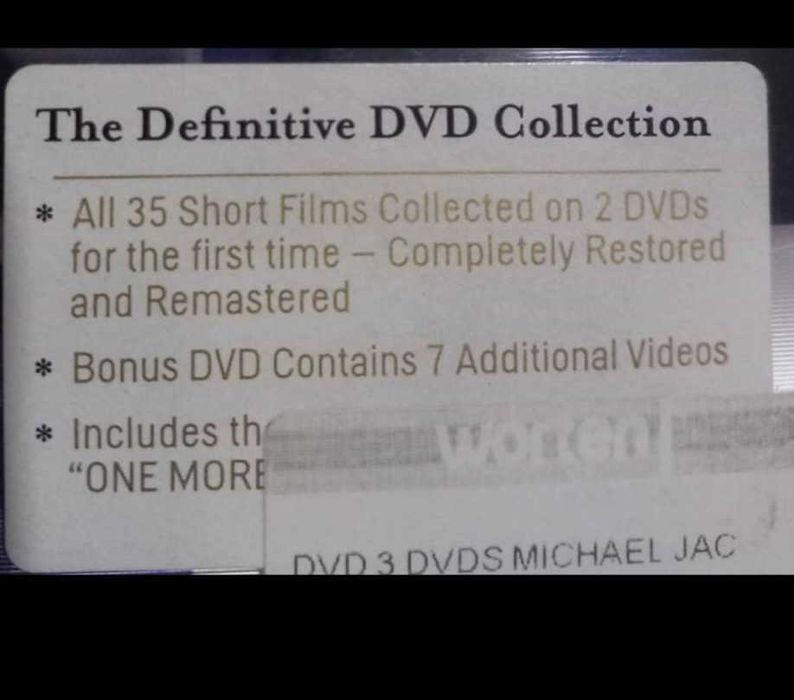 The Definitive DVD Collection
* All 35 Short Films Collected on 2 DVDs
for the first time – Completely Restored
and Remastered
* Bonus DVD Contains 7 Additional Videos
* Includes th
worten
"ONE MORE
DVD 3 DVDS MICHAEL JAC